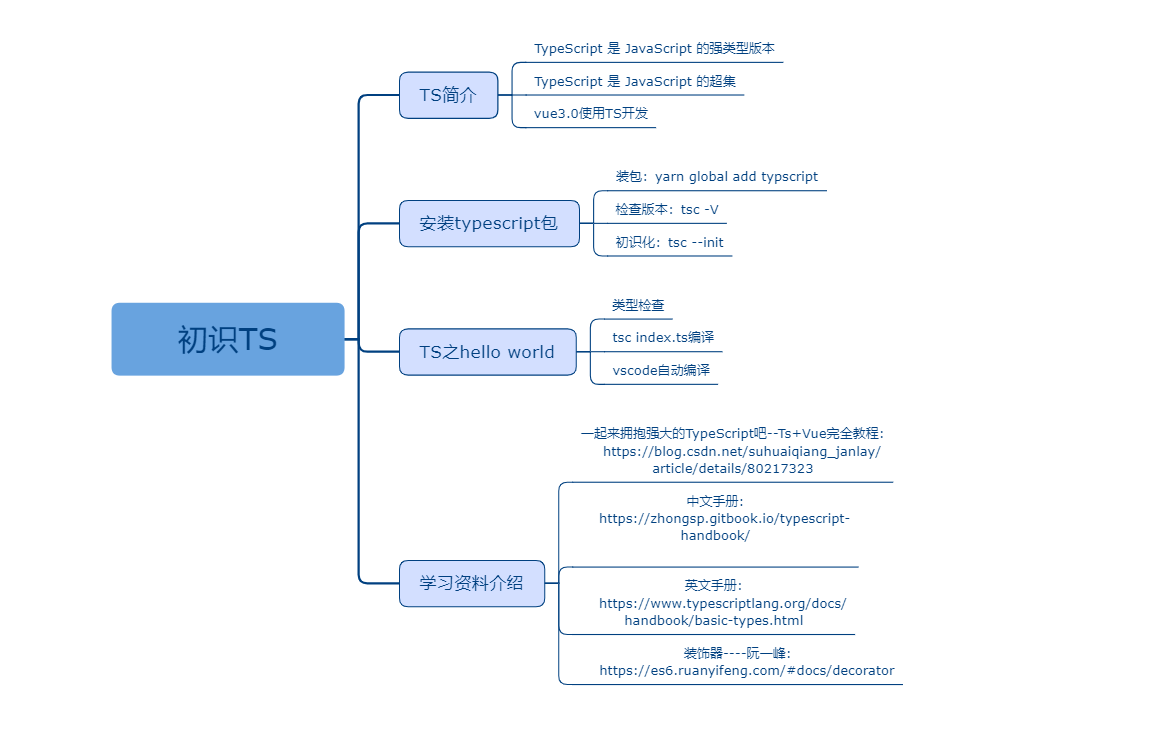 初识TS
TS简介
TypeScript 是 JavaScript 的强类型版本
TypeScript 是 JavaScript 的超集
vue3.0使用TS开发
安装typescript包
装包：yarn global add typscript
检查版本：tsc -V
初识化：tsc --init
TS之hello world
类型检查
tsc index.ts编译
vscode自动编译
学习资料介绍
一起来拥抱强大的TypeScript吧--Ts+Vue完全教程：
https://blog.csdn.net/suhuaiqiang_janlay/
article/details/80217323
中文手册：
https://zhongsp.gitbook.io/typescript-
handbook/
英文手册：
https://www.typescriptlang.org/docs/
handbook/basic-types.html
装饰器----阮一峰：
https://es6.ruanyifeng.com/#docs/decorator